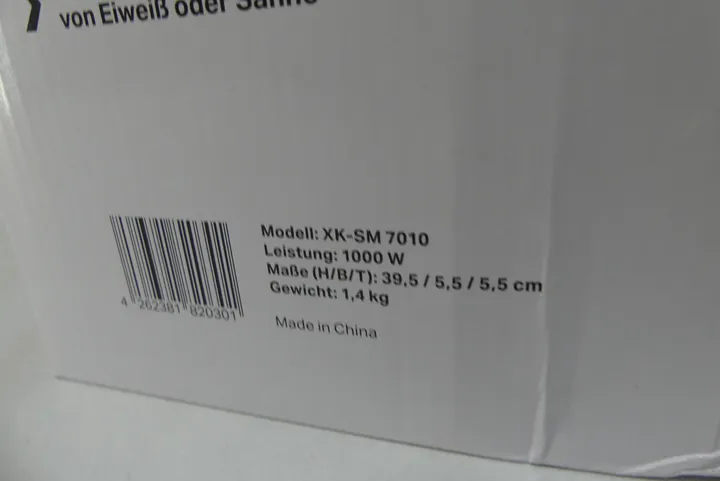 von Eiweiß oder Sahne
Modell: XK-SM 7010
Leistung: 1000 W
Maße (H/B/T): 39,5 / 5,5 / 5,5 cm
Gewicht: 1,4 kg
4 262381 820301
Made in China